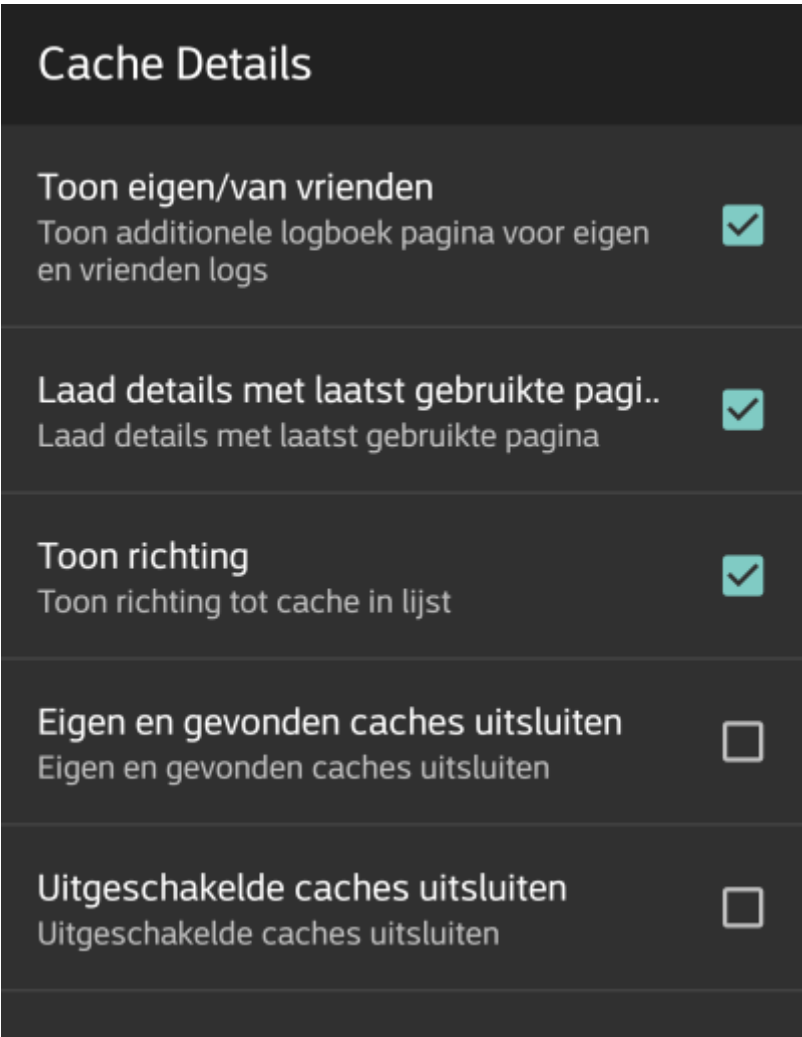 Cache Details
Toon eigen/van vrienden
Toon additionele logboek pagina voor eigen
en vrienden logs
Laad details met laatst gebruikte pagi..
Laad details met laatst gebruikte pagina
Toon richting
Toon richting tot cache in lijst
Eigen en gevonden caches uitsluiten
Eigen en gevonden caches uitsluiten
Uitgeschakelde caches uitsluiten
Uitgeschakelde caches uitsluiten